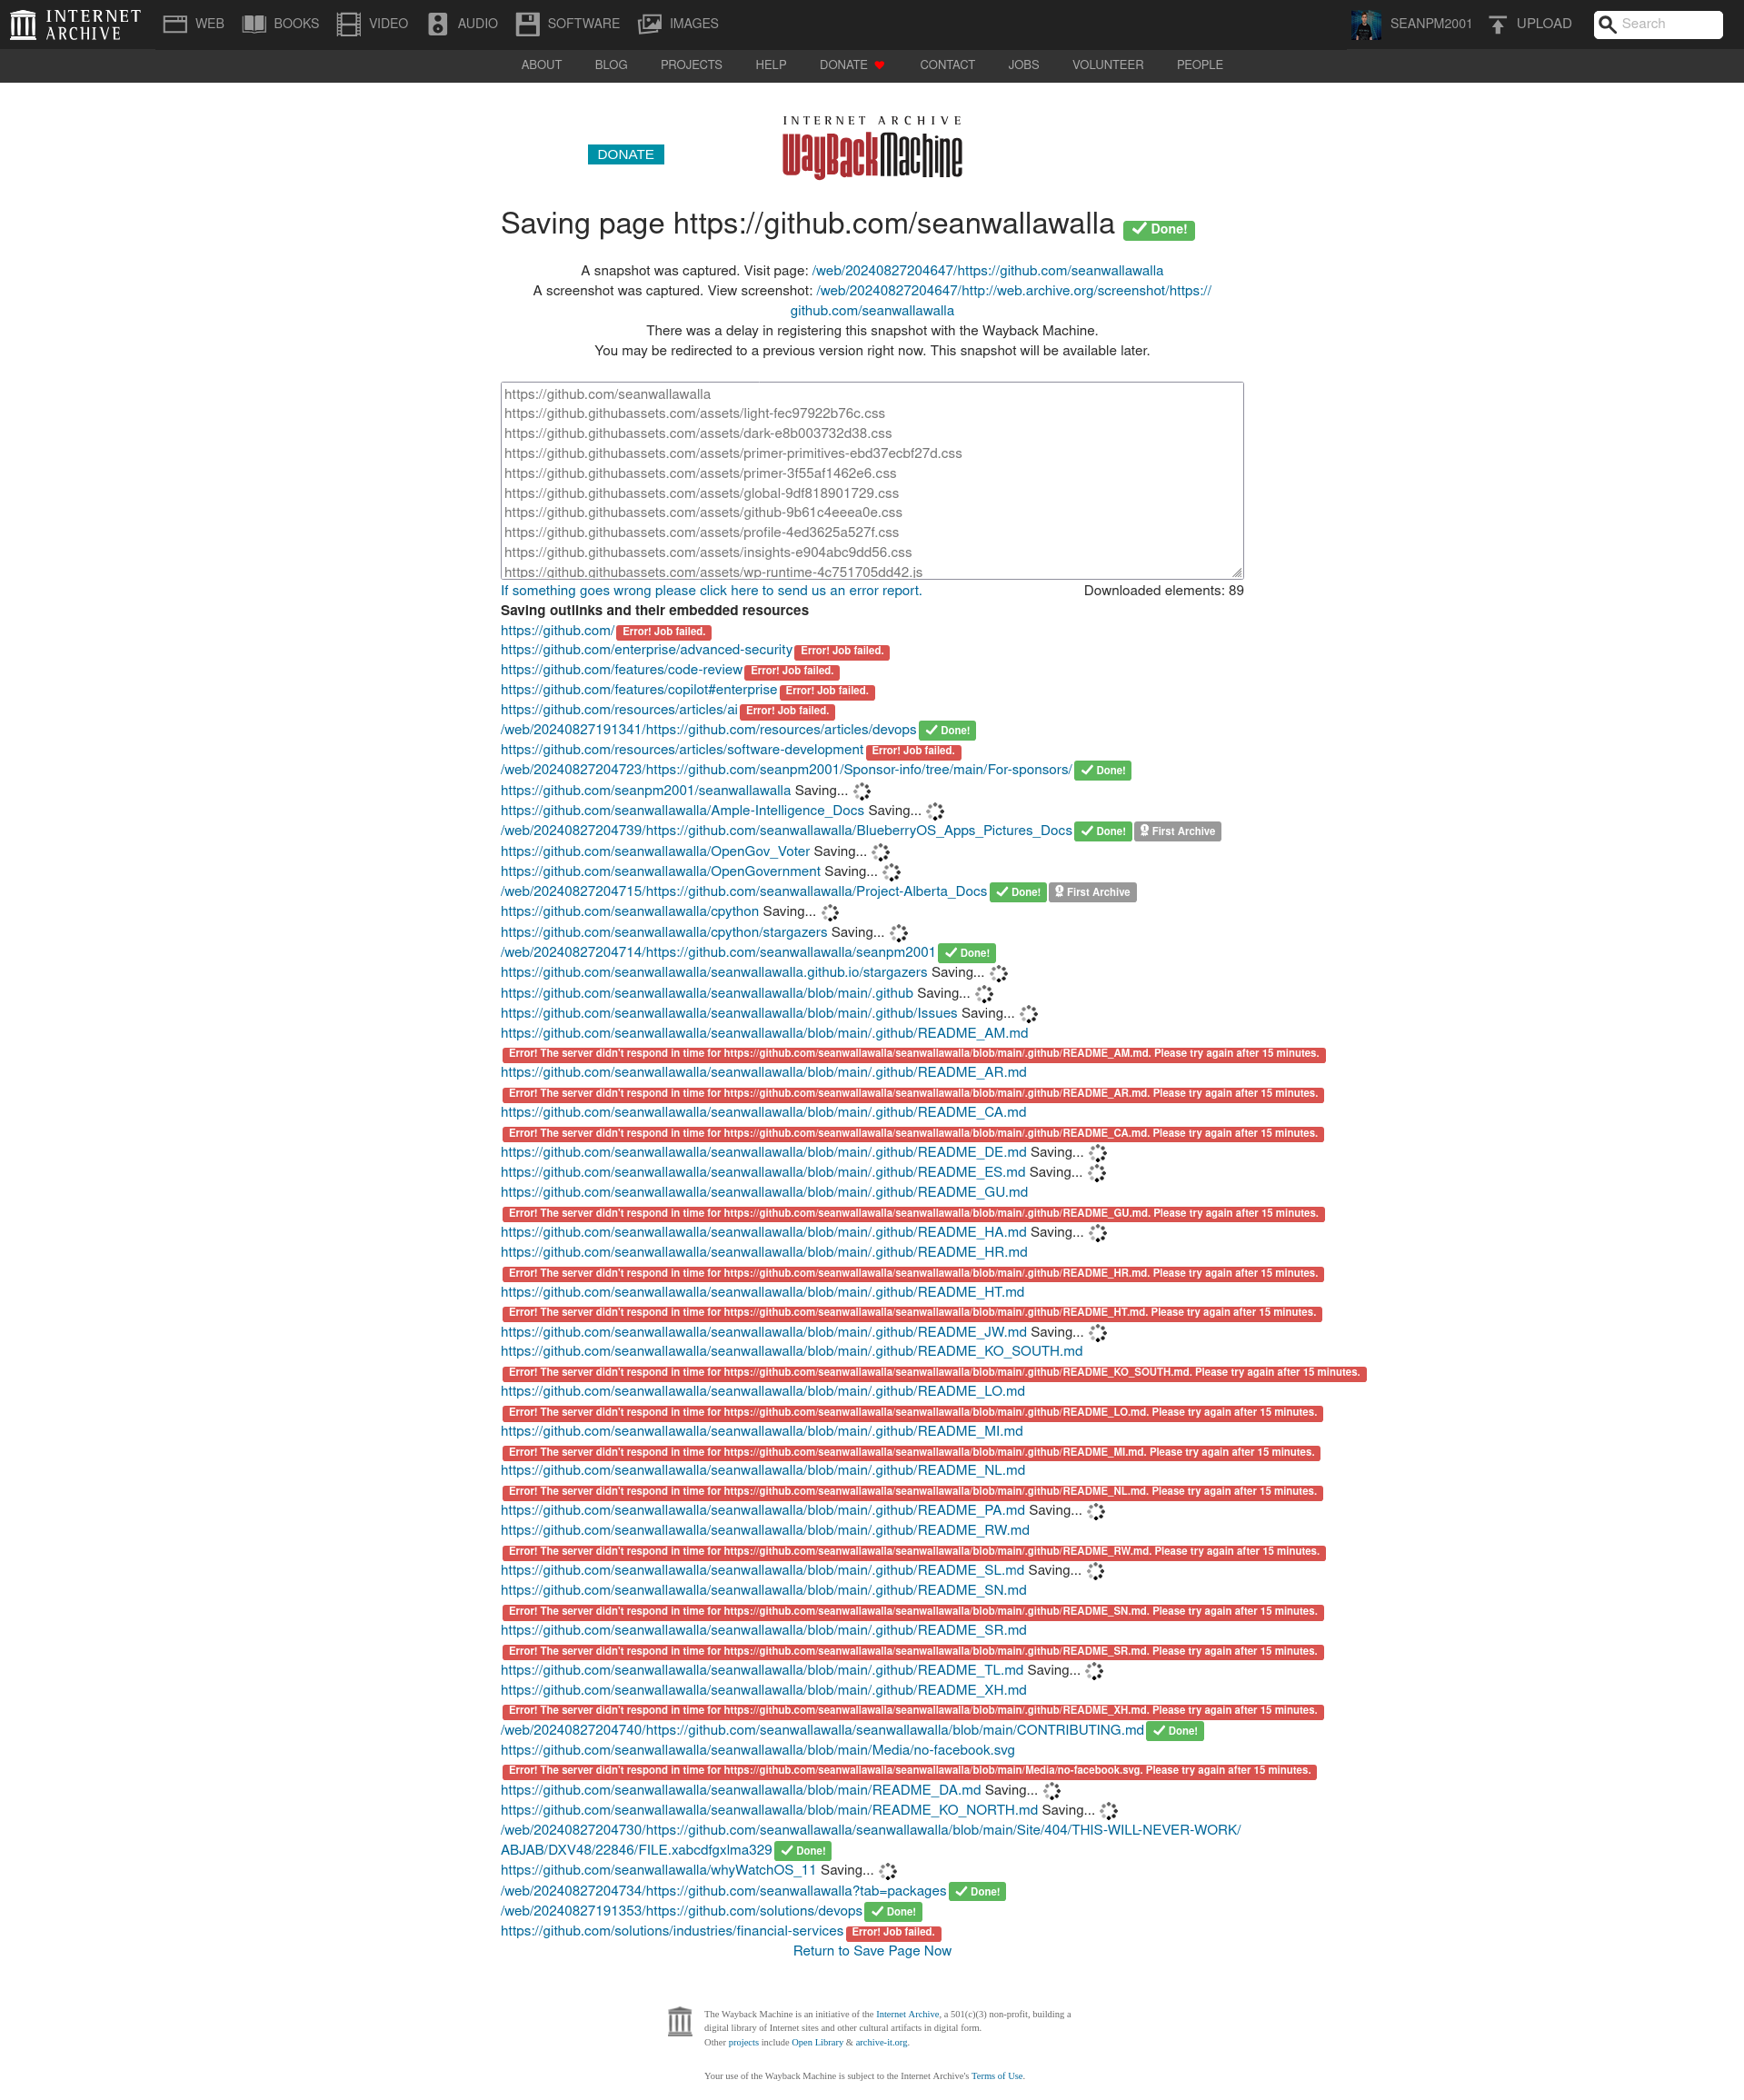 INTERNET ARCHIVE
WEB
BOOKS
VIDEO
AUDIO
SOFTWARE
IMAGES
SEANPM2001
UPLOAD
Search
ABOUT
BLOG
PROJECTS
HELP
DONATE
CONTACT
JOBS
VOLUNTEER
PEOPLE
INTERNET ARCHIVE
WayBackMachine
DONATE
Saving page https://github.com/seanwallawalla Done!
A snapshot was captured. Visit page: /web/20240827204647/https://github.com/seanwallawalla
A screenshot was captured. View screenshot: /web/20240827204647/http://web.archive.org/screenshot/https://
github.com/seanwallawalla
There was a delay in registering this snapshot with the Wayback Machine.
You may be redirected to a previous version right now. This snapshot will be available later.
https://github.com/seanwallawalla
https://github.githubassets.com/assets/light-fec97922b76c.css
https://github.githubassets.com/assets/dark-e8b003732d38.css
https://github.githubassets.com/assets/primer-primitives-ebd37ecbf27d.css
https://github.githubassets.com/assets/primer-3f55af1462e6.css
https://github.githubassets.com/assets/global-9df818901729.css
https://github.githubassets.com/assets/github-9b61c4eeea0e.css
https://github.githubassets.com/assets/profile-4ed3625a527f.css
https://github.githubassets.com/assets/insights-e904abc9dd56.css
https://github.githubassets.com/assets/wp-runtime-4c751705dd42.js
If something goes wrong please click here to send us an error report. Downloaded elements: 89
Saving outlinks and their embedded resources
https://github.com/ Error! Job failed.
https://github.com/enterprise/advanced-security Error! Job failed.
https://github.com/features/code-review Error! Job failed.
https://github.com/features/copilot#enterprise Error! Job failed.
https://github.com/resources/articles/ai Error! Job failed.
/web/20240827191341/https://github.com/resources/articles/devops Done!
https://github.com/resources/articles/software-development Error! Job failed.
/web/20240827204723/https://github.com/seanpm2001/Sponsor-info/tree/main/For-sponsors/ Done!
https://github.com/seanpm2001/seanwallawalla Saving...
https://github.com/seanwallawalla/Ample-Intelligence_Docs Saving...
/web/20240827204739/https://github.com/seanwallawalla/BlueberryOS_Apps_Pictures_Docs Done! First Archive
https://github.com/seanwallawalla/OpenGov_Voter Saving...
https://github.com/seanwallawalla/OpenGovernment Saving...
/web/20240827204715/https://github.com/seanwallawalla/Project-Alberta_Docs Done! First Archive
https://github.com/seanwallawalla/cpython Saving...
https://github.com/seanwallawalla/cpython/stargazers Saving...
/web/20240827204714/https://github.com/seanwallawalla/seanpm2001 Done!
https://github.com/seanwallawalla/seanwallawalla.github.io/stargazers Saving...
https://github.com/seanwallawalla/seanwallawalla/blob/main/.github Saving...
https://github.com/seanwallawalla/seanwallawalla/blob/main/.github/Issues Saving...
https://github.com/seanwallawalla/seanwallawalla/blob/main/.github/README_AM.md
Error! The server didn't respond in time for https://github.com/seanwallawalla/seanwallawalla/blob/main/.github/README_AM.md. Please try again after 15 minutes.
https://github.com/seanwallawalla/seanwallawalla/blob/main/.github/README_AR.md
Error! The server didn't respond in time for https://github.com/seanwallawalla/seanwallawalla/blob/main/.github/README_AR.md. Please try again after 15 minutes.
https://github.com/seanwallawalla/seanwallawalla/blob/main/.github/README_CA.md
Error! The server didn't respond in time for https://github.com/seanwallawalla/seanwallawalla/blob/main/.github/README_CA.md. Please try again after 15 minutes.
https://github.com/seanwallawalla/seanwallawalla/blob/main/.github/README_DE.md Saving...
https://github.com/seanwallawalla/seanwallawalla/blob/main/.github/README_ES.md Saving...
https://github.com/seanwallawalla/seanwallawalla/blob/main/.github/README_GU.md
Error! The server didn't respond in time for https://github.com/seanwallawalla/seanwallawalla/blob/main/.github/README_GU.md. Please try again after 15 minutes.
https://github.com/seanwallawalla/seanwallawalla/blob/main/.github/README_HA.md Saving...
https://github.com/seanwallawalla/seanwallawalla/blob/main/.github/README_HR.md
Error! The server didn't respond in time for https://github.com/seanwallawalla/seanwallawalla/blob/main/.github/README_HR.md. Please try again after 15 minutes.
https://github.com/seanwallawalla/seanwallawalla/blob/main/.github/README_HT.md
Error! The server didn't respond in time for https://github.com/seanwallawalla/seanwallawalla/blob/main/.github/README_HT.md. Please try again after 15 minutes.
https://github.com/seanwallawalla/seanwallawalla/blob/main/.github/README_JW.md Saving...
https://github.com/seanwallawalla/seanwallawalla/blob/main/.github/README_KO_SOUTH.md
Error! The server didn't respond in time for https://github.com/seanwallawalla/seanwallawalla/blob/main/.github/README_KO_SOUTH.md. Please try again after 15 minutes.
https://github.com/seanwallawalla/seanwallawalla/blob/main/.github/README_LO.md
Error! The server didn't respond in time for https://github.com/seanwallawalla/seanwallawalla/blob/main/.github/README_LO.md. Please try again after 15 minutes.
https://github.com/seanwallawalla/seanwallawalla/blob/main/.github/README_MI.md
Error! The server didn't respond in time for https://github.com/seanwallawalla/seanwallawalla/blob/main/.github/README_MI.md. Please try again after 15 minutes.
https://github.com/seanwallawalla/seanwallawalla/blob/main/.github/README_NL.md
Error! The server didn't respond in time for https://github.com/seanwallawalla/seanwallawalla/blob/main/.github/README_NL.md. Please try again after 15 minutes.
https://github.com/seanwallawalla/seanwallawalla/blob/main/.github/README_PA.md Saving...
https://github.com/seanwallawalla/seanwallawalla/blob/main/.github/README_RW.md
Error! The server didn't respond in time for https://github.com/seanwallawalla/seanwallawalla/blob/main/.github/README_RW.md. Please try again after 15 minutes.
https://github.com/seanwallawalla/seanwallawalla/blob/main/.github/README_SL.md Saving...
https://github.com/seanwallawalla/seanwallawalla/blob/main/.github/README_SN.md
Error! The server didn't respond in time for https://github.com/seanwallawalla/seanwallawalla/blob/main/.github/README_SN.md. Please try again after 15 minutes.
https://github.com/seanwallawalla/seanwallawalla/blob/main/.github/README_SR.md
Error! The server didn't respond in time for https://github.com/seanwallawalla/seanwallawalla/blob/main/.github/README_SR.md. Please try again after 15 minutes.
https://github.com/seanwallawalla/seanwallawalla/blob/main/.github/README_TL.md Saving...
https://github.com/seanwallawalla/seanwallawalla/blob/main/.github/README_XH.md
Error! The server didn't respond in time for https://github.com/seanwallawalla/seanwallawalla/blob/main/.github/README_XH.md. Please try again after 15 minutes.
/web/20240827204740/https://github.com/seanwallawalla/seanwallawalla/blob/main/CONTRIBUTING.md Done!
https://github.com/seanwallawalla/seanwallawalla/blob/main/Media/no-facebook.svg
Error! The server didn't respond in time for https://github.com/seanwallawalla/seanwallawalla/blob/main/Media/no-facebook.svg. Please try again after 15 minutes.
https://github.com/seanwallawalla/seanwallawalla/blob/main/README_DA.md Saving...
https://github.com/seanwallawalla/seanwallawalla/blob/main/README_KO_NORTH.md Saving...
/web/20240827204730/https://github.com/seanwallawalla/seanwallawalla/blob/main/Site/404/THIS-WILL-NEVER-WORK/
ABJAB/DXV48/22846/FILE.xabcdfgxlma329 Done!
https://github.com/seanwallawalla/whyWatchOS_11 Saving...
/web/20240827204734/https://github.com/seanwallawalla?tab=packages Done!
/web/20240827191353/https://github.com/solutions/devops Done!
https://github.com/solutions/industries/financial-services Error! Job failed.
Return to Save Page Now
The Wayback Machine is an initiative of the Internet Archive, a 501(c)(3) non-profit, building a
digital library of Internet sites and other cultural artifacts in digital form.
Other projects include Open Library & archive-it.org.
Your use of the Wayback Machine is subject to the Internet Archive's Terms of Use.